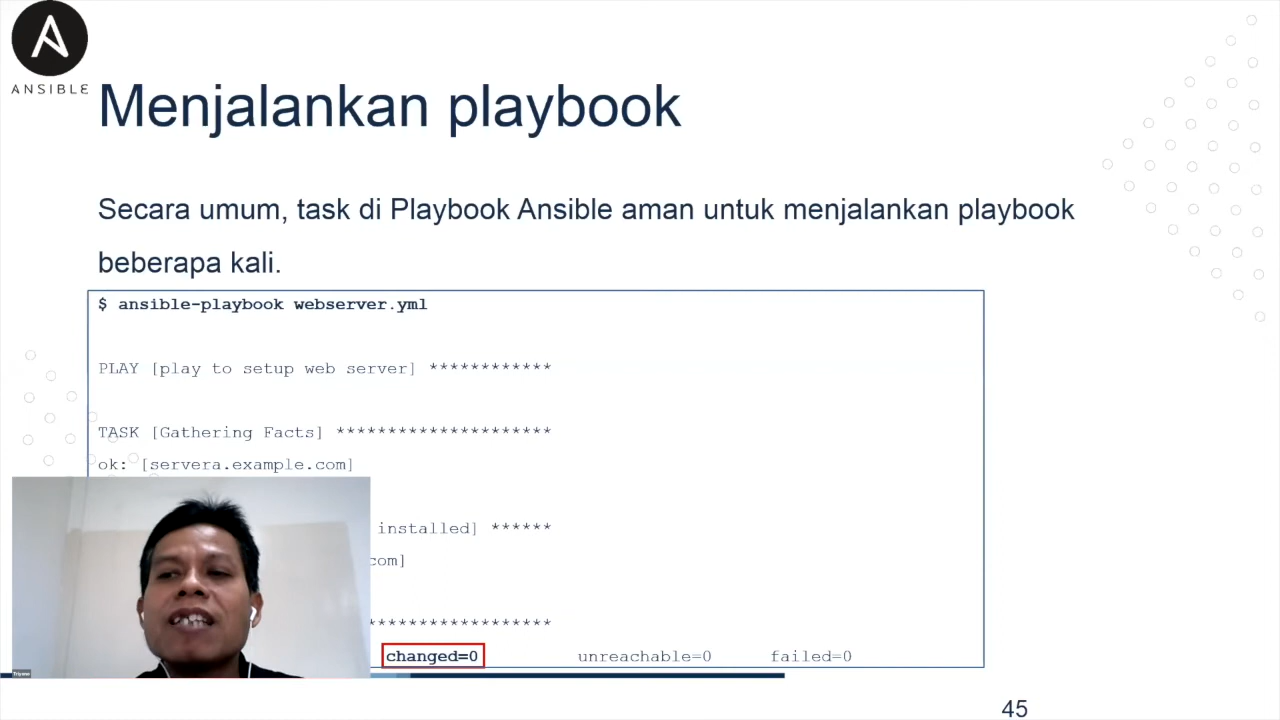 ANSIBLE
Menjalankan playbook
Secara umum, task di Playbook Ansible aman untuk menjalankan playbook
beberapa kali.
$ ansible-playbook webserver.yml
PLAY [play to setup web server] ************
TASK [Gathering Facts] *********************
ok: [servera.example.com]
installed] ******
com]
******************
changed=0 unreachable=0 failed=0
Triyono
45